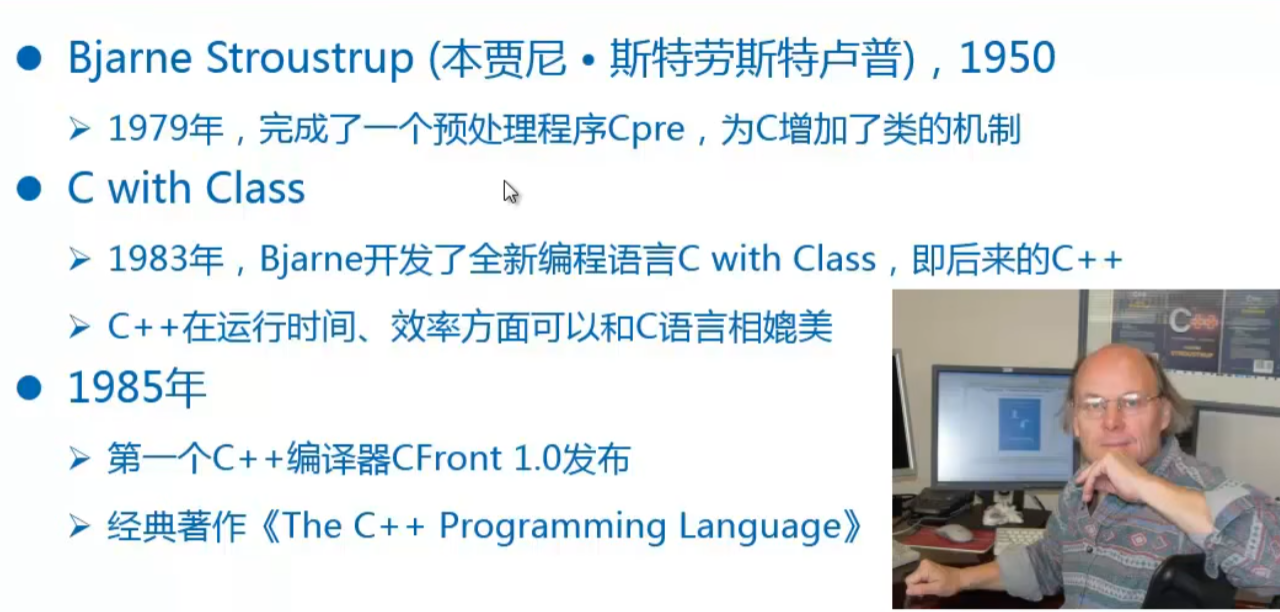 ● Bjarne Stroustrup (本贾尼 • 斯特劳斯特卢普)，1950
➢ 1979年，完成了一个预处理程序Cpre，为C增加了类的机制
● C with Class
➢ 1983年，Bjarne开发了全新编程语言C with Class，即后来的C++
➢ C++在运行时间、效率方面可以和C语言相媲美
● 1985年
➢ 第一个C++编译器CFront 1.0发布
➢ 经典著作《The C++ Programming Language》
C++
STROUSTRUP